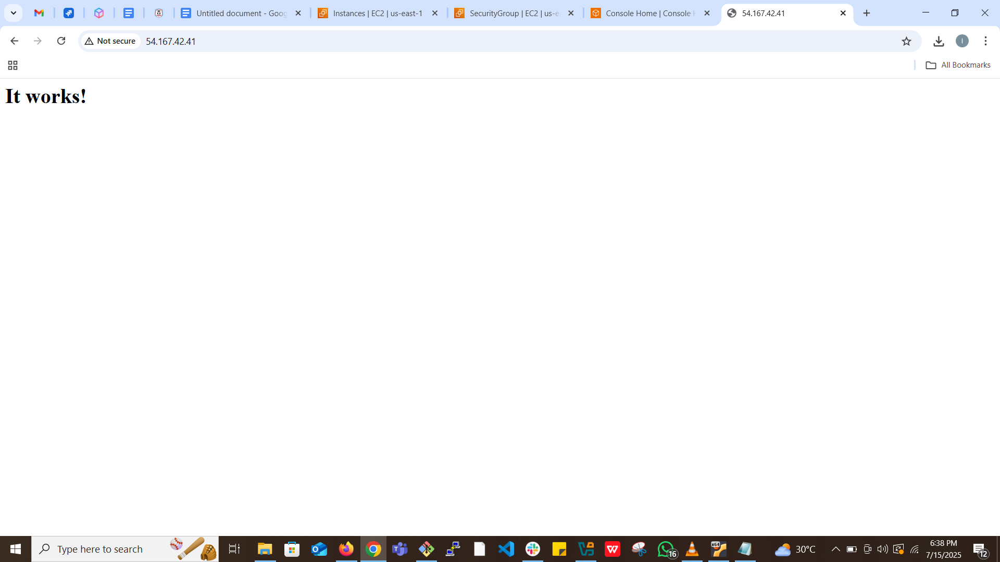 Untitled document - Goog
Instances | EC2 | us-east-1
SecurityGroup | EC2 | us-e
Console Home | Console H
54.167.42.41
Not secure
54.167.42.41
I
All Bookmarks
It works!
Type here to search
x64
16
30°C
6:38 PM
7/15/2025
12